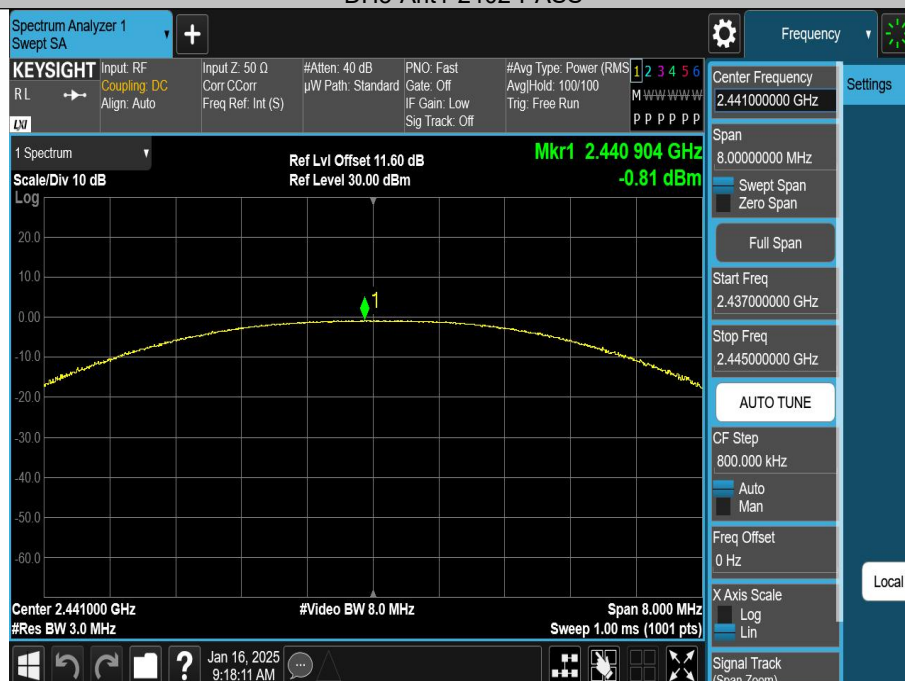 Spectrum Analyzer 1
Swept SA
+
Frequency
KEYSIGHT
RL
LXI
Input: RF
Coupling: DC
Align: Auto
Input Z: 50 Ω
Corr CCorr
Freq Ref: Int (S)
#Atten: 40 dB
µW Path: Standard
PNO: Fast
Gate: Off
IF Gain: Low
Sig Track: Off
#Avg Type: Power (RMS
Avg|Hold: 100/100
Trig: Free Run
1 2 3 4 5 6
M W W W W W
P P P P P P
Center Frequency
2.441000000 GHz
Settings
Span
8.00000000 MHz
Swept Span
Zero Span
Full Span
Start Freq
2.437000000 GHz
Stop Freq
2.445000000 GHz
AUTO TUNE
CF Step
800.000 kHz
Auto
Man
Freq Offset
0 Hz
X Axis Scale
Log
Lin
Local
Signal Track
(Span Zoom)
1 Spectrum
Scale/Div 10 dB
Log
Ref Lvl Offset 11.60 dB
Ref Level 30.00 dBm
Mkr1 2.440 904 GHz
-0.81 dBm
20.0
10.0
0.00
-10.0
-20.0
-30.0
-40.0
-50.0
-60.0
1
Center 2.441000 GHz
#Res BW 3.0 MHz
#Video BW 8.0 MHz
Span 8.000 MHz
Sweep 1.00 ms (1001 pts)
?
Jan 16, 2025
9:18:11 AM